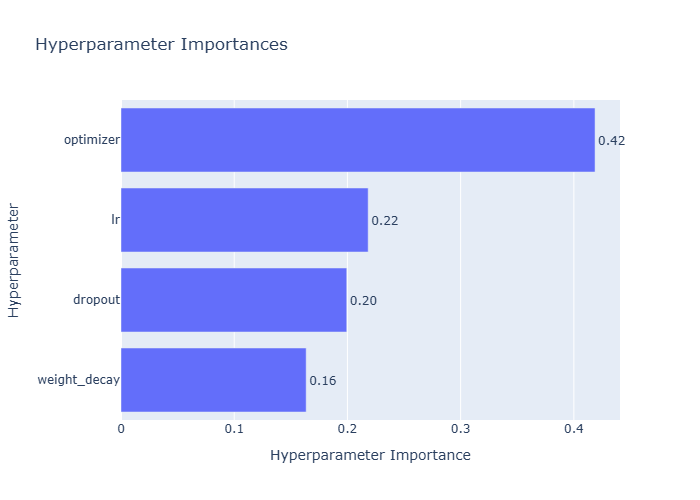 Hyperparameter Importances
Hyperparameter
optimizer
0.42
lr
0.22
dropout
0.20
weight_decay
0.16
0
0.1
0.2
0.3
0.4
Hyperparameter Importance